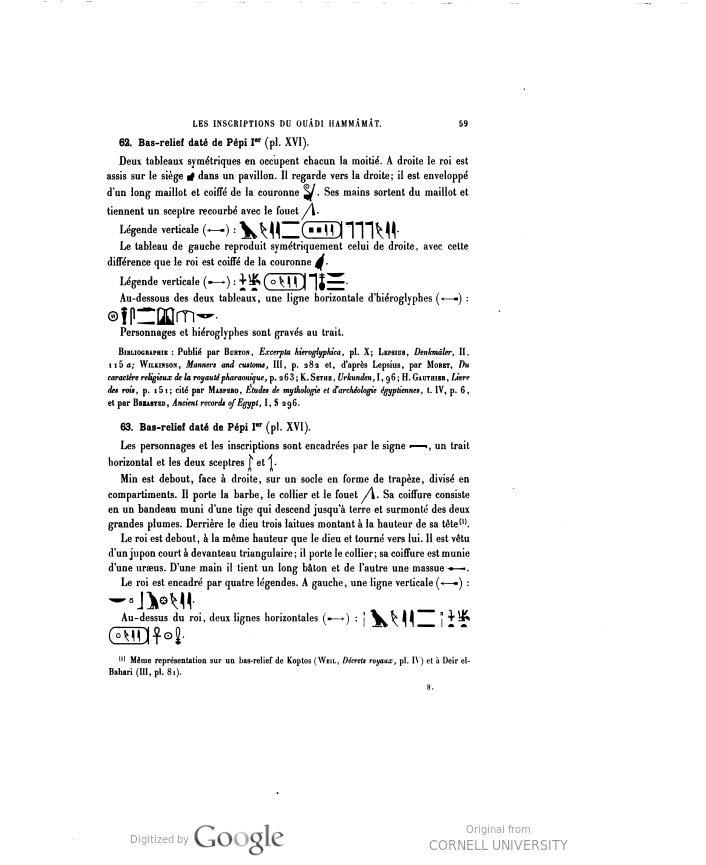 LES INSCRIPTIONS DU OUÂDI HAMMÂMÂT. 59
62. Bas-relief daté de Pépi Iᵉʳ (pl. XVI).
Deux tableaux symétriques en occupent chacun la moitié. A droite le roi est
assis sur le siège dans un pavillon. Il regarde vers la droite; il est enveloppé
d'un long maillot et coiffé de la couronne . Ses mains sortent du maillot et
tiennent un sceptre recourbé avec le fouet .
Légende verticale (←) :
Le tableau de gauche reproduit symétriquement celui de droite, avec cette
différence que le roi est coiffé de la couronne .
Légende verticale (→) :
Au-dessous des deux tableaux, une ligne horizontale d'hiéroglyphes (←) :
Personnages et hiéroglyphes sont gravés au trait.
BIBLIOGRAPHIE : Publié par BURTON, Excerpta hieroglyphica, pl. X; LEPSIUS, Denkmäler, II,
115 a; WILKINSON, Manners and customs, III, p. 282 et, d'après Lepsius, par MORET, Du
caractère religieux de la royauté pharaonique, p. 263; K. SETHE, Urkunden, I, 96; H. GAUTHIER, Livre
des rois, p. 151; cité par MASPERO, Études de mythologie et d'archéologie égyptiennes, t. IV, p. 6,
et par BREASTED, Ancient records of Egypt, I, § 296.
63. Bas-relief daté de Pépi Iᵉʳ (pl. XVI).
Les personnages et les inscriptions sont encadrées par le signe , un trait
horizontal et les deux sceptres et .
Min est debout, face à droite, sur un socle en forme de trapèze, divisé en
compartiments. Il porte la barbe, le collier et le fouet . Sa coiffure consiste
en un bandeau muni d'une tige qui descend jusqu'à terre et surmonté des deux
grandes plumes. Derrière le dieu trois laitues montant à la hauteur de sa tête⁽¹⁾.
Le roi est debout, à la même hauteur que le dieu et tourné vers lui. Il est vêtu
d'un jupon court à devanteau triangulaire; il porte le collier; sa coiffure est munie
d'une uræus. D'une main il tient un long bâton et de l'autre une massue .
Le roi est encadré par quatre légendes. A gauche, une ligne verticale (←) :
Au-dessus du roi, deux lignes horizontales (→) :
⁽¹⁾ Même représentation sur un bas-relief de Koptos (WEIL, Décrets royaux, pl. IV) et à Deir el-
Bahari (III, pl. 81).
8.
Digitized by Google
Original from
CORNELL UNIVERSITY